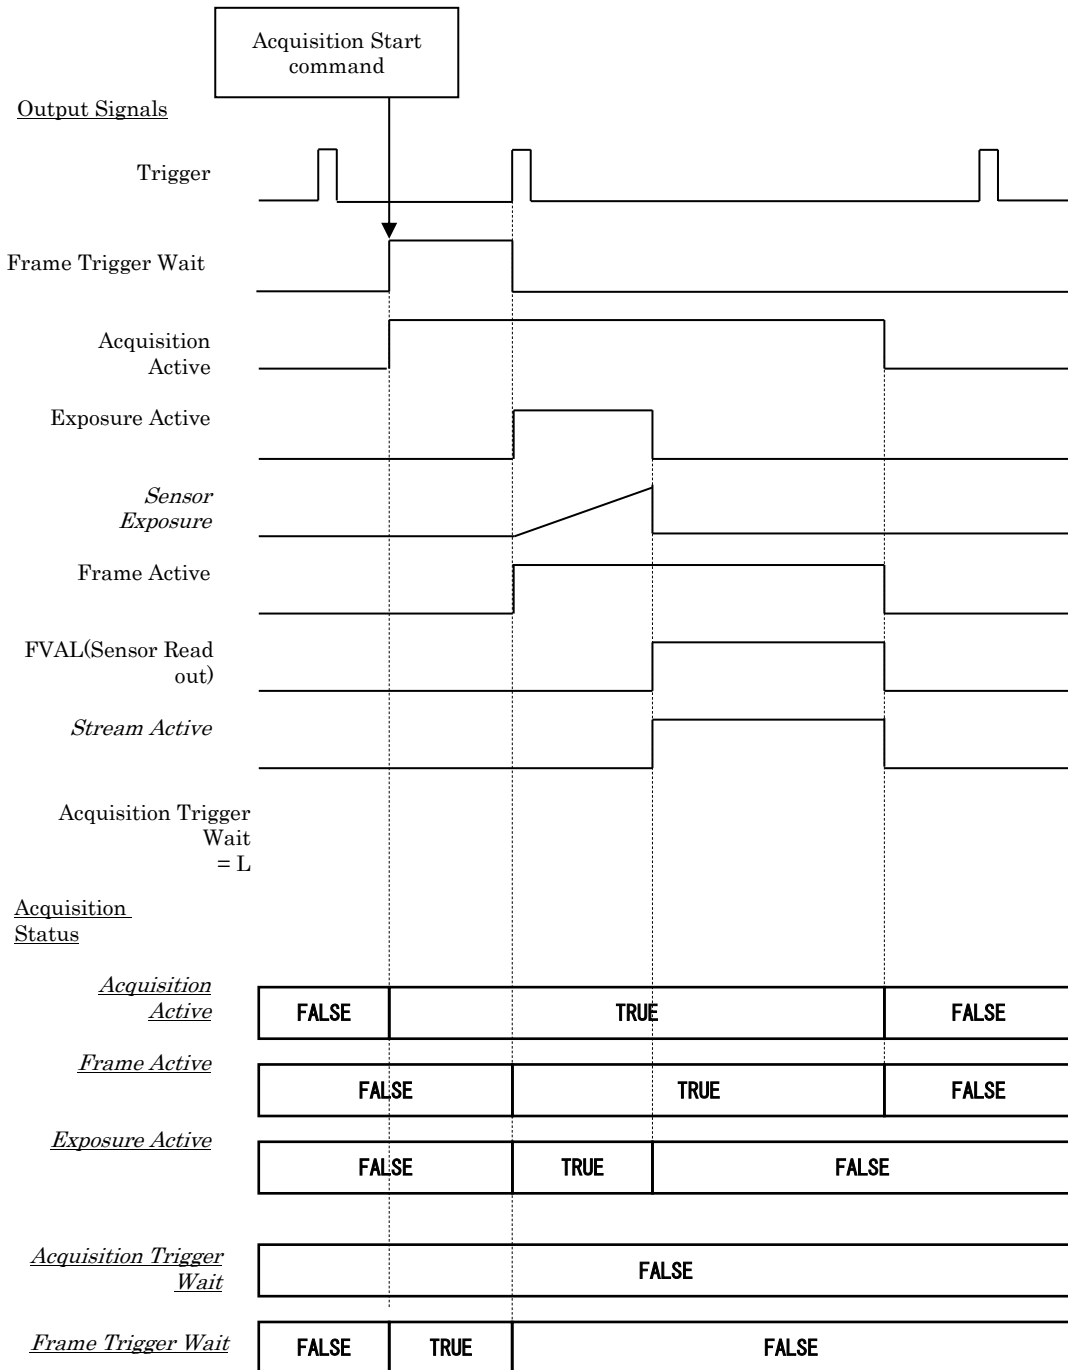 Acquisition Start
command
Output Signals
Trigger
Frame Trigger Wait
Acquisition
Active
Exposure Active
Sensor
Exposure
Frame Active
FVAL(Sensor Read
out)
Stream Active
Acquisition Trigger
Wait
= L
Acquisition
Status
Acquisition
Active
FALSE TRUE FALSE
Frame Active
FALSE TRUE FALSE
Exposure Active
FALSE TRUE FALSE
Acquisition Trigger
Wait
FALSE
Frame Trigger Wait
FALSE TRUE FALSE